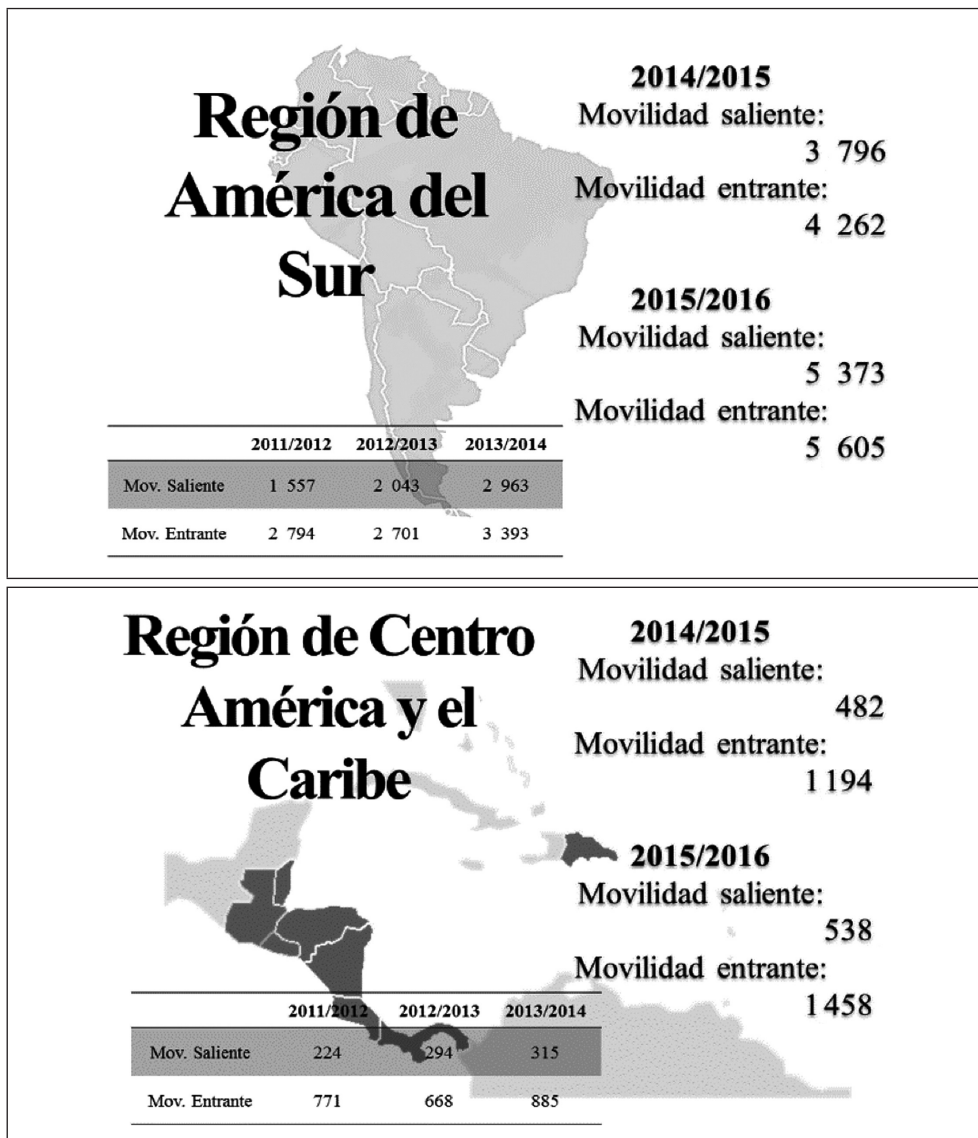 Región de
América del
Sur
2014/2015
Movilidad saliente:
3 796
Movilidad entrante:
4 262
2015/2016
Movilidad saliente:
5 373
Movilidad entrante:
5 605
2011/2012 2012/2013 2013/2014
Mov. Saliente 1 557 2 043 2 963
Mov. Entrante 2 794 2 701 3 393
Región de Centro
América y el
Caribe
2014/2015
Movilidad saliente:
482
Movilidad entrante:
1 194
2015/2016
Movilidad saliente:
538
Movilidad entrante:
1 458
2011/2012 2012/2013 2013/2014
Mov. Saliente 224 294 315
Mov. Entrante 771 668 885